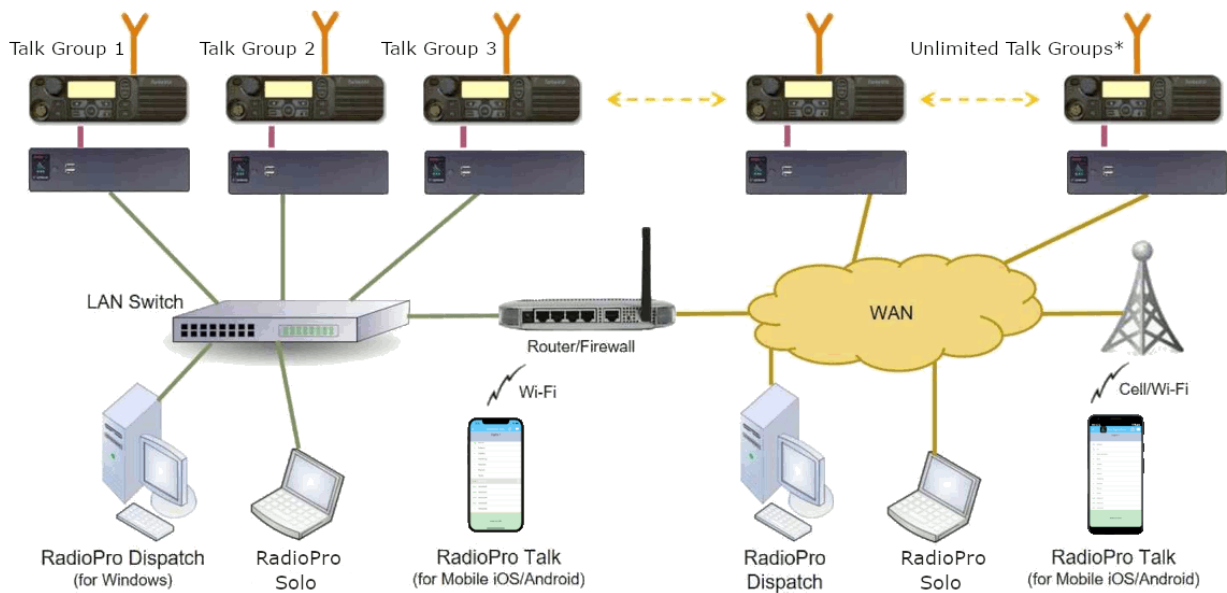 Talk Group 1
Talk Group 2
Talk Group 3
Unlimited Talk Groups*
LAN Switch
Router/Firewall
WAN
Wi-Fi
Cell/Wi-Fi
RadioPro Dispatch
(for Windows)
RadioPro
Solo
RadioPro Talk
(for Mobile iOS/Android)
RadioPro
Dispatch
RadioPro
Solo
RadioPro Talk
(for Mobile iOS/Android)